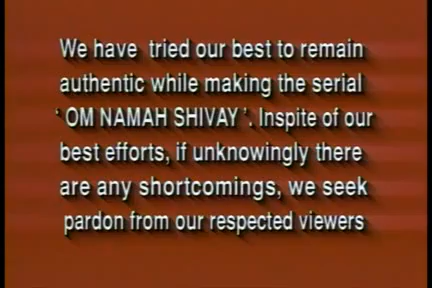 We have tried our best to remain
authentic while making the serial
' OM NAMAH SHIVAY '. Inspite of our
best efforts, if unknowingly there
are any shortcomings, we seek
pardon from our respected viewers